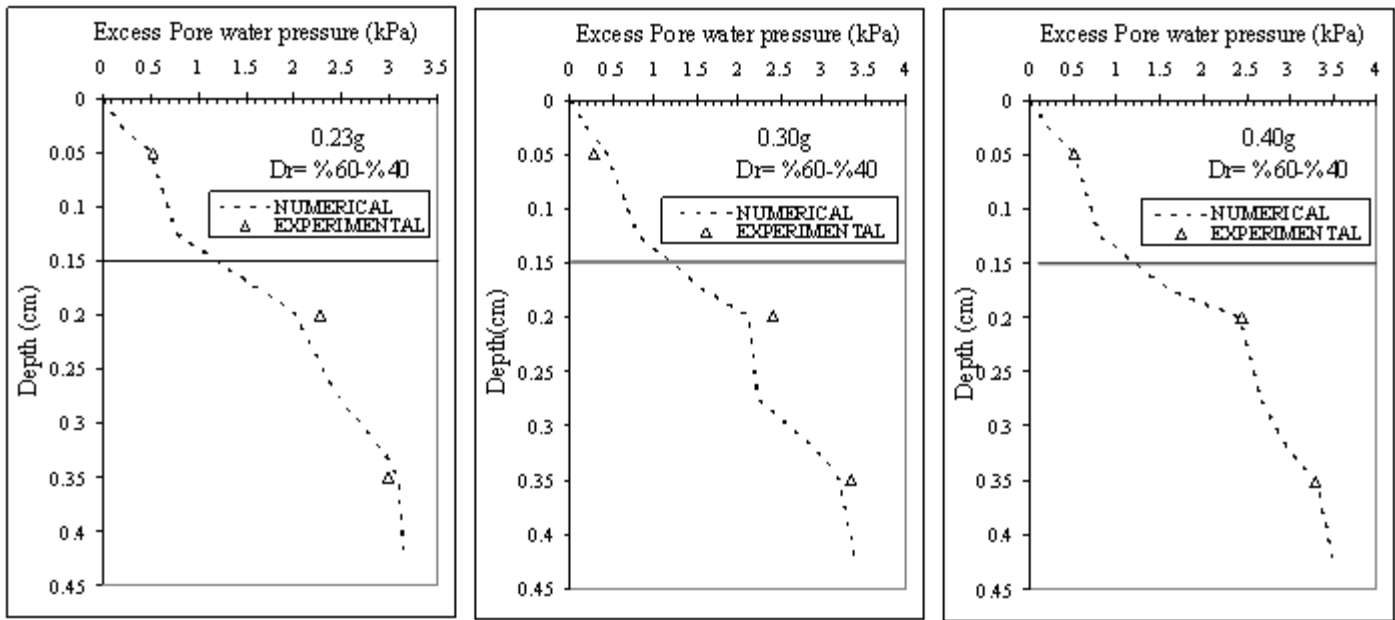 Excess Pore water pressure (kPa)
0 0.5 1 1.5 2 2.5 3 3.5
0
0.05
0.1
0.15
0.2
0.25
0.3
0.35
0.4
0.45
Depth (cm)
0.23g
Dr= %60-%40
NUMERICAL
EXPERIMENTAL
Excess Pore water pressure (kPa)
0 0.5 1 1.5 2 2.5 3 3.5 4
0
0.05
0.1
0.15
0.2
0.25
0.3
0.35
0.4
0.45
Depth(cm)
0.30g
Dr= %60-%40
NUMERICAL
EXPERIMENTAL
Excess Pore water pressure (kPa)
0 0.5 1 1.5 2 2.5 3 3.5 4
0
0.05
0.1
0.15
0.2
0.25
0.3
0.35
0.4
0.45
Depth (cm)
0.40g
Dr= %60-%40
NUMERICAL
EXPERIMENTAL